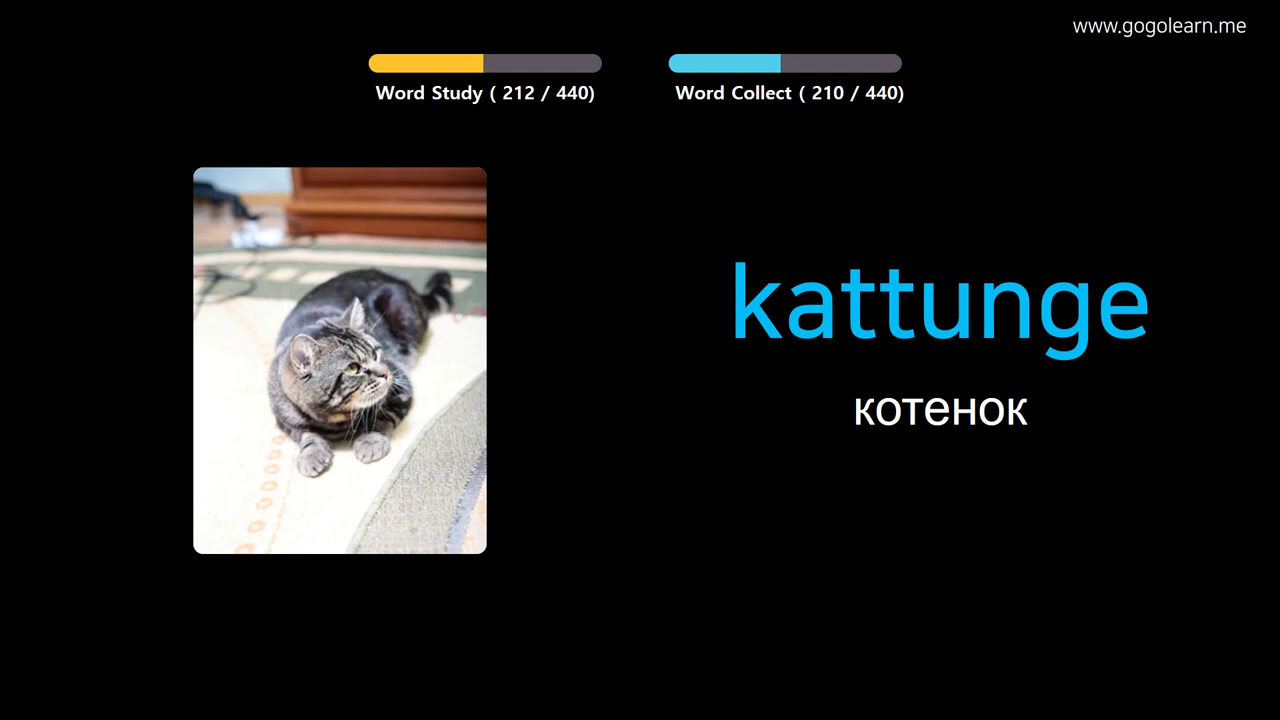 www.gogolearn.me
Word Study ( 212 / 440)
Word Collect ( 210 / 440)
kattunge
котенок